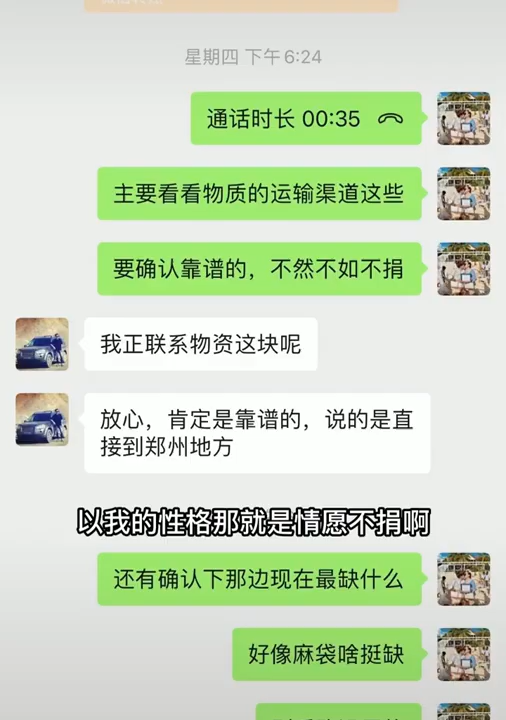 星期四 下午6:24
通话时长 00:35
主要看看物质的运输渠道这些
要确认靠谱的，不然不如不捐
我正联系物资这块呢
放心，肯定是靠谱的，说的是直
接到郑州地方
以我的性格那就是情愿不捐啊
还有确认下那边现在最缺什么
好像麻袋啥挺缺